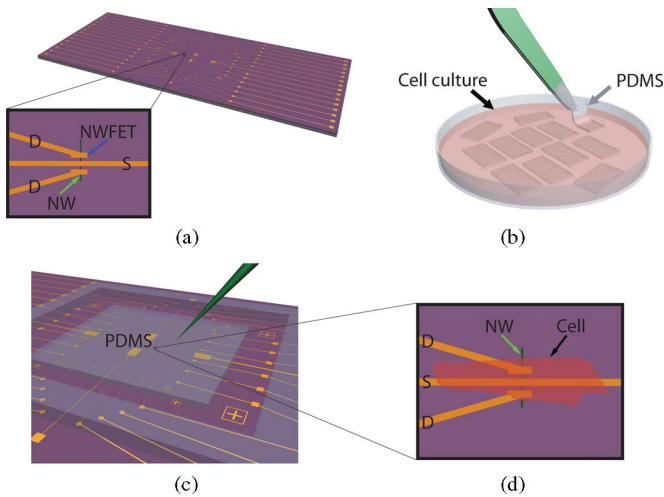 NWFET
D
S
D
NW
(a)
Cell culture
PDMS
(b)
PDMS
(c)
NW
Cell
D
S
D
(d)